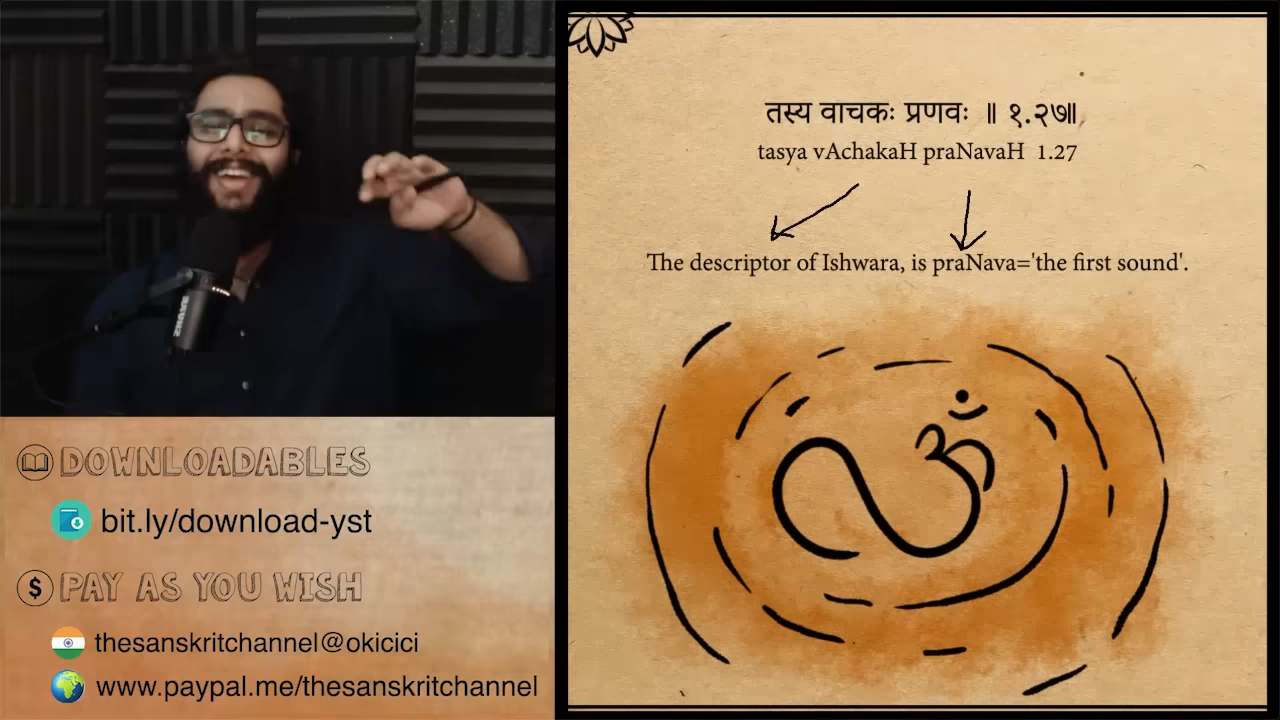 तस्य वाचकः प्रणवः ॥ १.२७॥
tasya vAchakaH praNavaH 1.27
The descriptor of Ishwara, is praNava='the first sound'.
ॐ
DOWNLOADABLES
bit.ly/download-yst
$ PAY AS YOU WISH
thesanskritchannel@okicici
www.paypal.me/thesanskritchannel